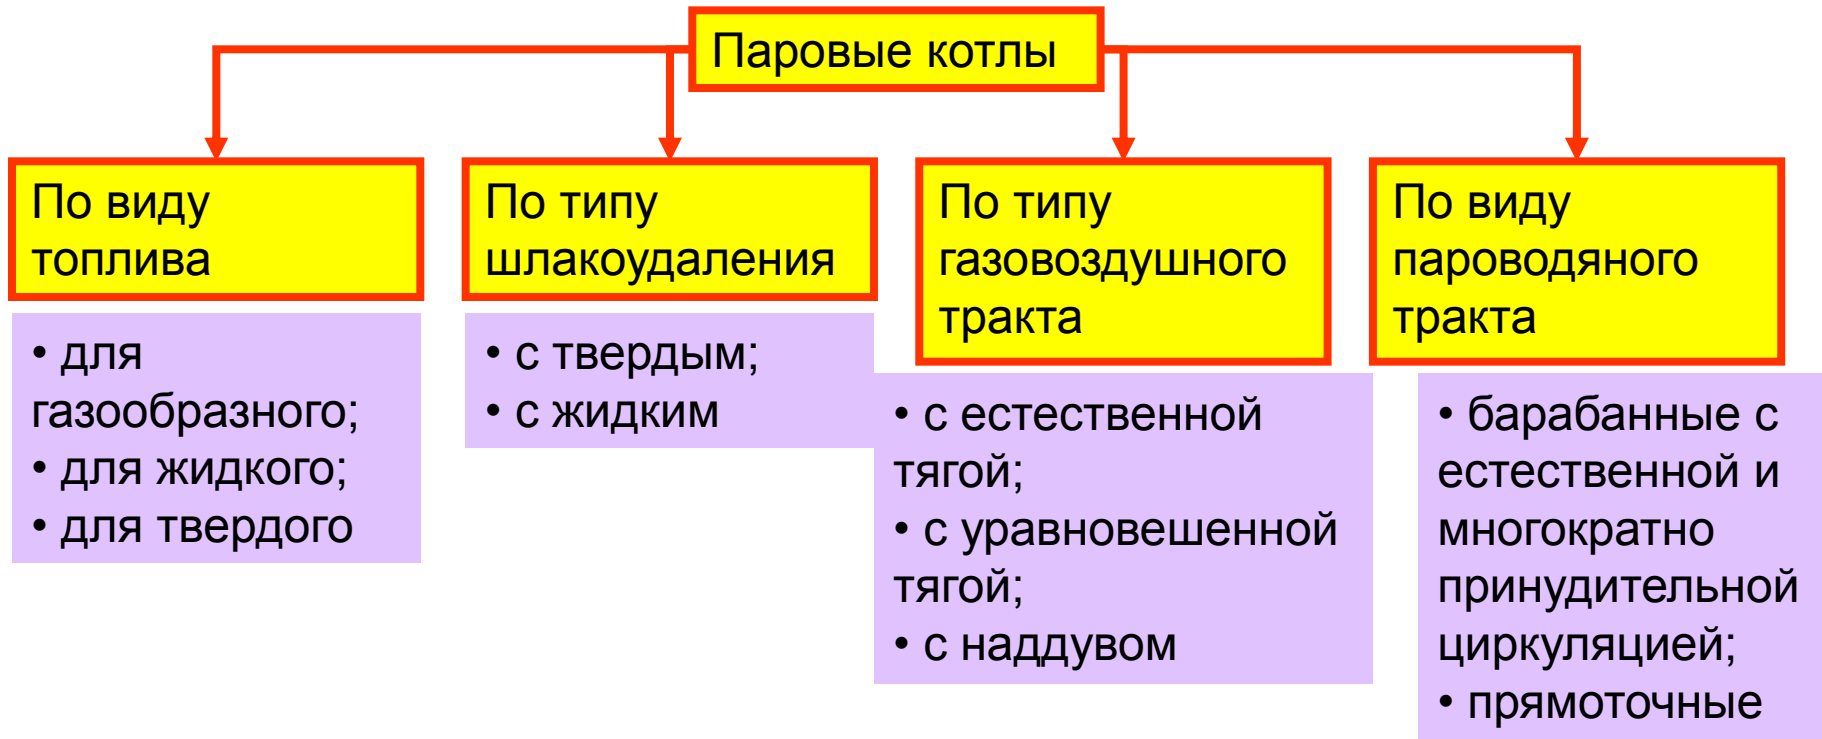 Паровые котлы
По виду
топлива
• для
газообразного;
• для жидкого;
• для твердого
По типу
шлакоудаления
• с твердым;
• с жидким
По типу
газовоздушного
тракта
• с естественной
тягой;
• с уравновешенной
тягой;
• с наддувом
По виду
пароводяного
тракта
• барабанные с
естественной и
многократно
принудительной
циркуляцией;
• прямоточные